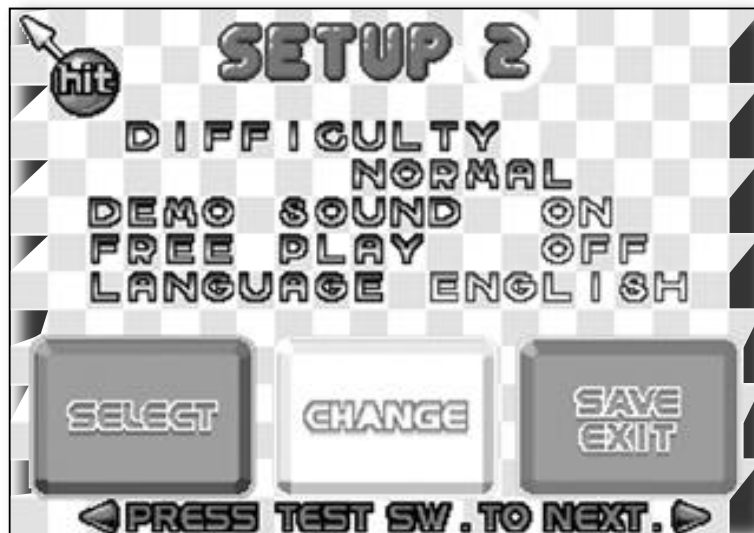 SETUP 2
hit
DIFFICULTY
NORMAL
DEMO SOUND ON
FREE PLAY OFF
LANGUAGE ENGLISH
SELECT
CHANGE
SAVE
EXIT
PRESS TEST SW. TO NEXT.